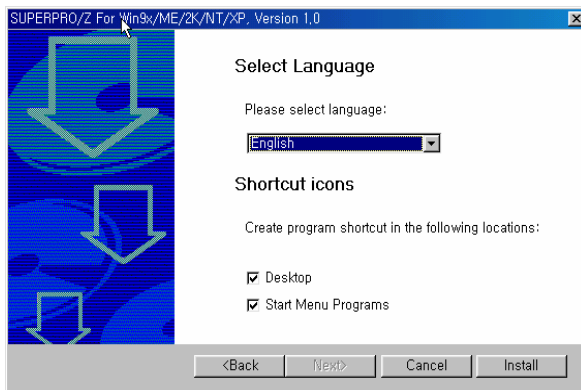 SUPERPRO/Z For Win9x/ME/2K/NT/XP, Version 1,0
Select Language
Please select language:
English
Shortcut icons
Create program shortcut in the following locations:
Desktop
Start Menu Programs
<Back Next> Cancel Install